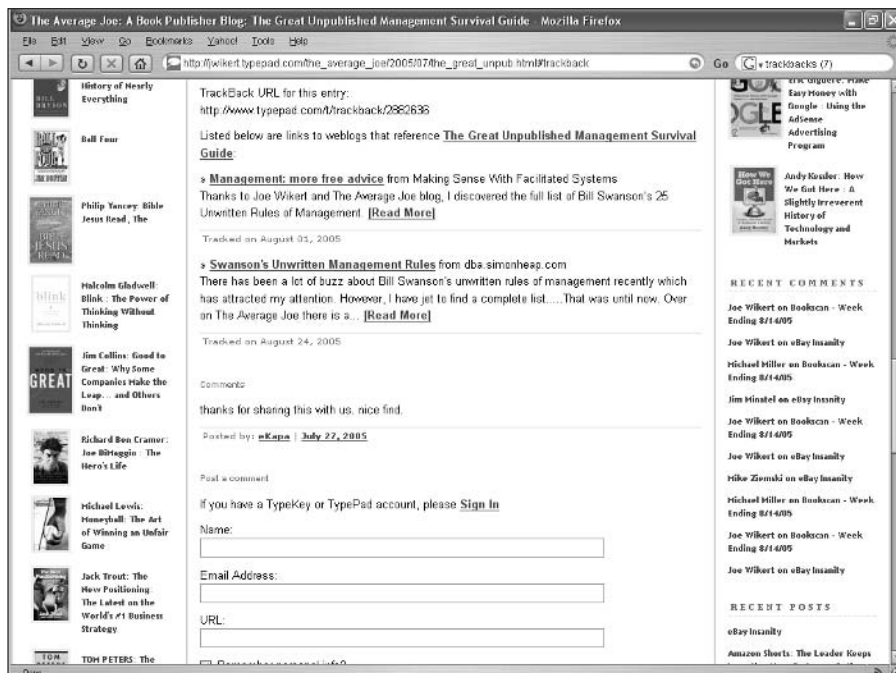 The Average Joe: A Book Publisher Blog: The Great Unpublished Management Survival Guide - Mozilla Firefox
File Edit View Go Bookmarks Yahoo! Tools Help
http://jwikert.typepad.com/the_average_joe/2005/07/the_great_unpub.html#trackback
Go
trackbacks (7)
History of Nearly
Everything
Ball Four
Philip Yancey: Bible
Jesus Read, The
Malcolm Gladwell:
Blink : The Power of
Thinking Without
Thinking
Jim Collins: Good to
Great: Why Some
Companies Make the
Leap... and Others
Don't
Richard Ben Cramer:
Joe DiMaggio : The
Hero's Life
Michael Lewis:
Moneyball: The Art
of Winning an Unfair
Game
Jack Trout: The
New Positioning:
The Latest on the
World's #1 Business
Strategy
TOM PETERS: The
TrackBack URL for this entry:
http://www.typepad.com/t/trackback/2882636
Listed below are links to weblogs that reference The Great Unpublished Management Survival
Guide:
» Management: more free advice from Making Sense With Facilitated Systems
Thanks to Joe Wikert and The Average Joe blog, I discovered the full list of Bill Swanson's 25
Unwritten Rules of Management. [Read More]
Tracked on August 01, 2005
» Swanson's Unwritten Management Rules from dba.simonheap.com
There has been a lot of buzz about Bill Swanson's unwritten rules of management recently which
has attracted my attention. However, I have jet to find a complete list......That was until now. Over
on The Average Joe there is a... [Read More]
Tracked on August 24, 2005
Comments
thanks for sharing this with us. nice find.
Posted by: eKapa | July 27, 2005
Post a comment
If you have a TypeKey or TypePad account, please Sign In
Name:
Email Address:
URL:
Remember personal info?
Eric Giguere: Make
Easy Money with
Google : Using the
AdSense
Advertising
Program
Andy Kessler: How
We Got Here : A
Slightly Irreverent
History of
Technology and
Markets
RECENT COMMENTS
Joe Wikert on Bookscan - Week
Ending 8/14/05
Joe Wikert on eBay Insanity
Michael Miller on Bookscan - Week
Ending 8/14/05
Jim Minatel on eBay Insanity
Joe Wikert on Bookscan - Week
Ending 8/14/05
Joe Wikert on eBay Insanity
Mike Ziemski on eBay Insanity
Michael Miller on Bookscan - Week
Ending 8/14/05
Joe Wikert on Bookscan - Week
Ending 8/14/05
Joe Wikert on eBay Insanity
RECENT POSTS
eBay Insanity
Amazon Shorts: The Leader Keeps